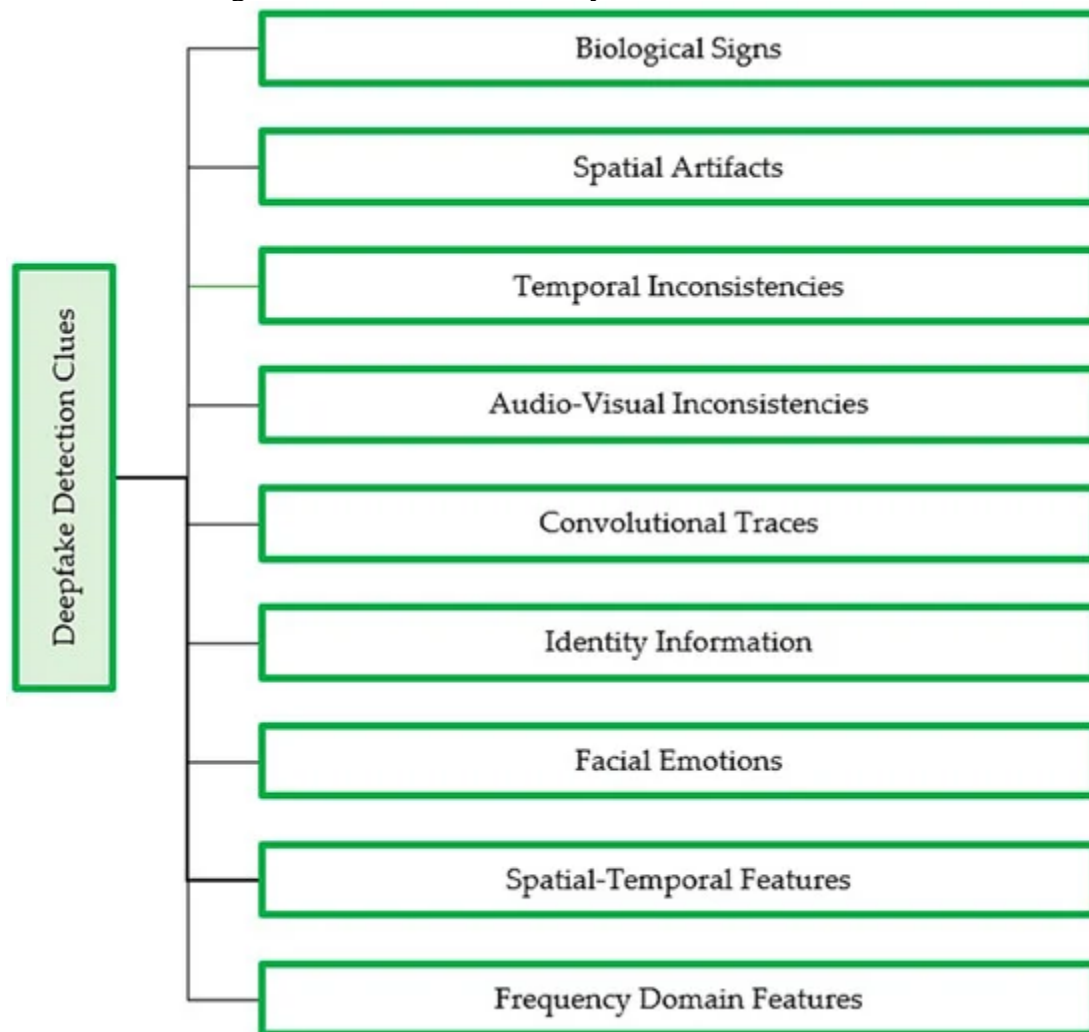 Biological Signs
Spatial Artifacts
Temporal Inconsistencies
Audio-Visual Inconsistencies
Deepfake Detection Clues
Convolutional Traces
Identity Information
Facial Emotions
Spatial-Temporal Features
Frequency Domain Features